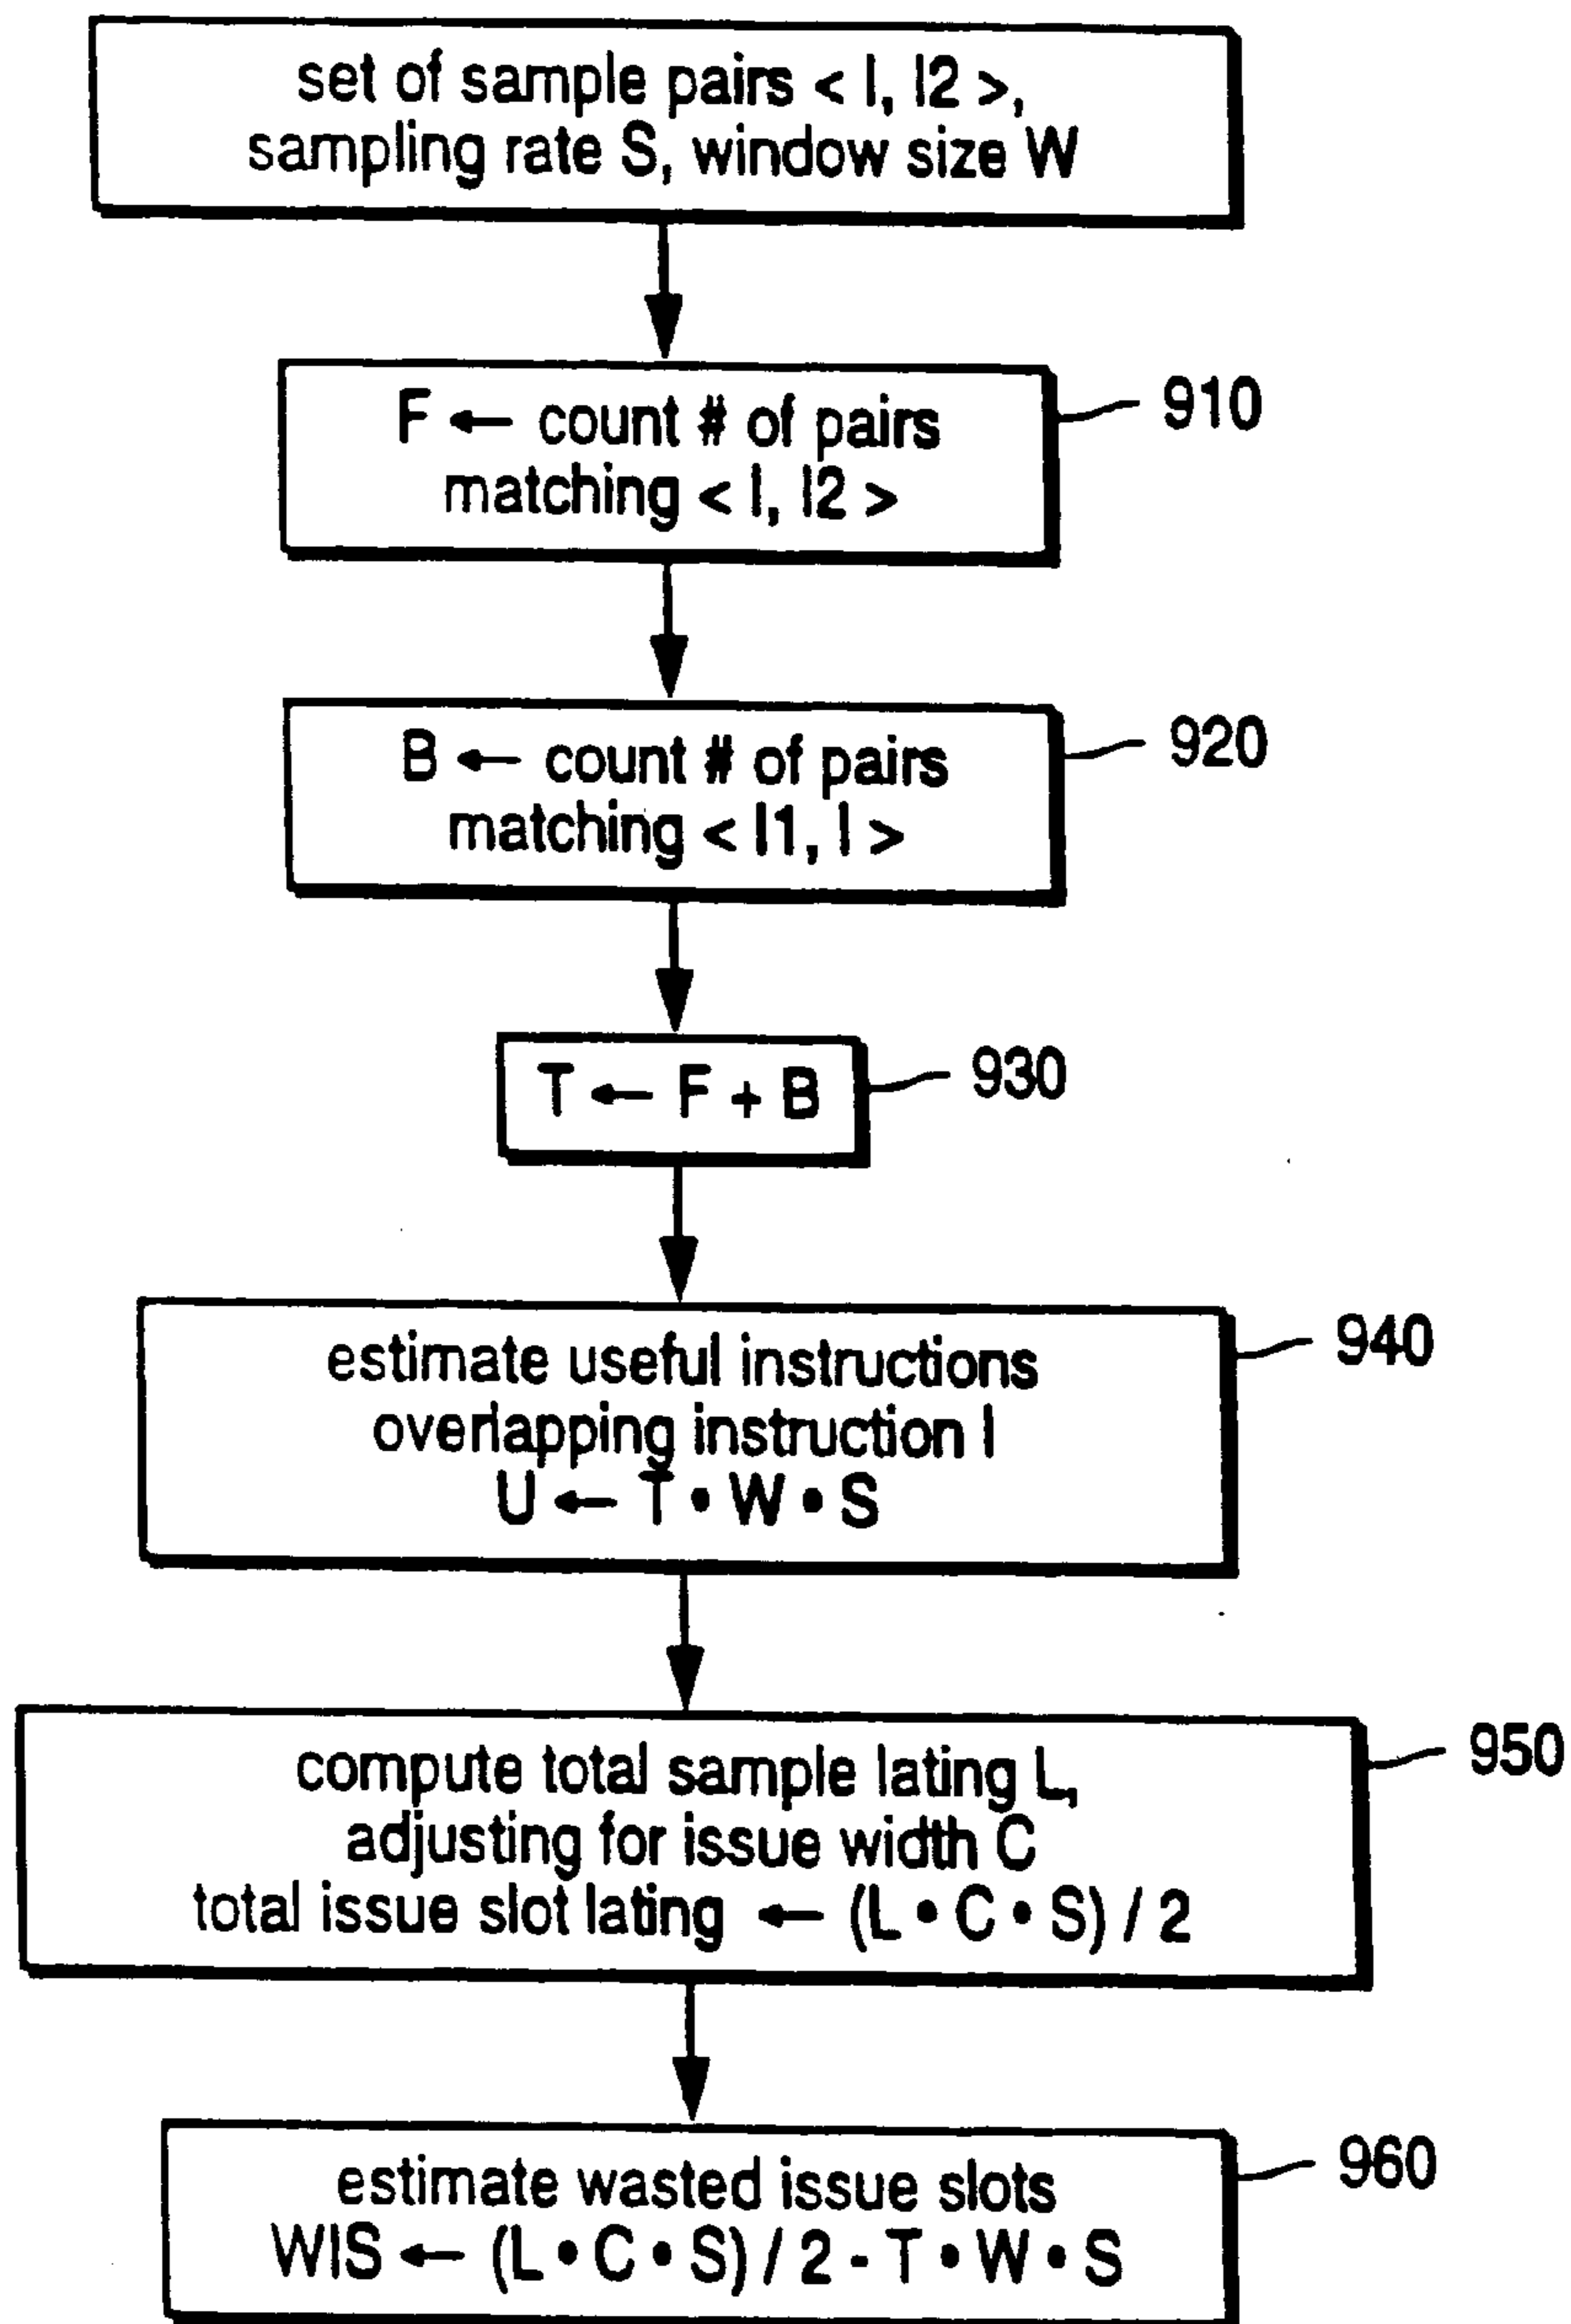 set of sample pairs < I, I2 >,
sampling rate S, window size W
F ← count # of pairs
matching < I, I2 >
910
B ← count # of pairs
matching < I1, I >
920
T ← F + B
930
estimate useful instructions
overlapping instruction I
U ← T • W • S
940
compute total sample lating L,
adjusting for issue width C
total issue slot lating ← (L • C • S) / 2
950
estimate wasted issue slots
WIS ← (L • C • S) / 2 - T • W • S
960